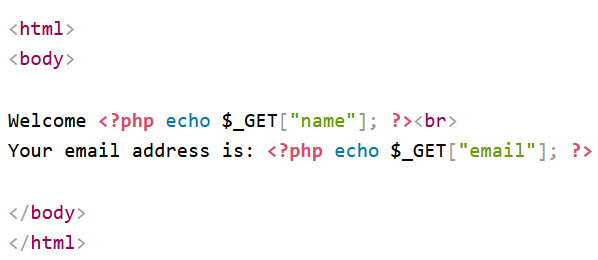 <html>
<body>
Welcome <?php echo $_GET["name"]; ?><br>
Your email address is: <?php echo $_GET["email"]; ?>
</body>
</html>